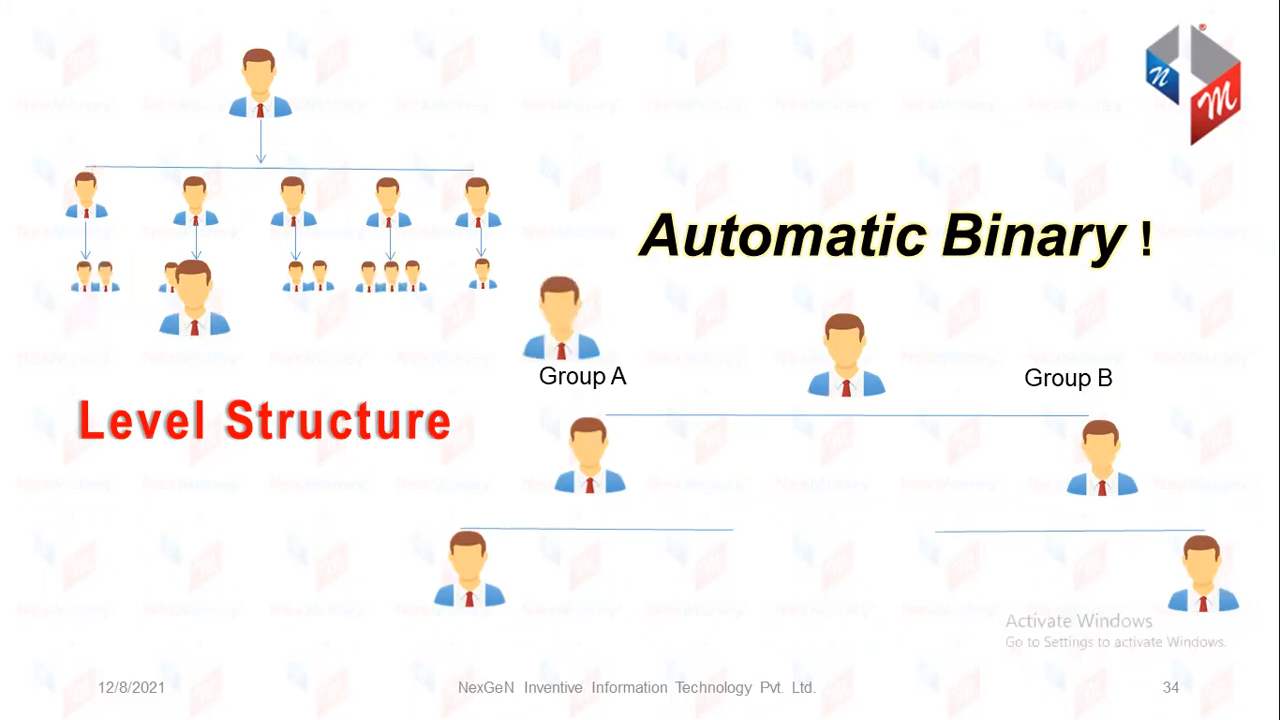 Automatic Binary !
Group A
Group B
Level Structure
Activate Windows
Go to Settings to activate Windows.
12/8/2021
NexGeN Inventive Information Technology Pvt. Ltd.
34
n
m
NexMoney